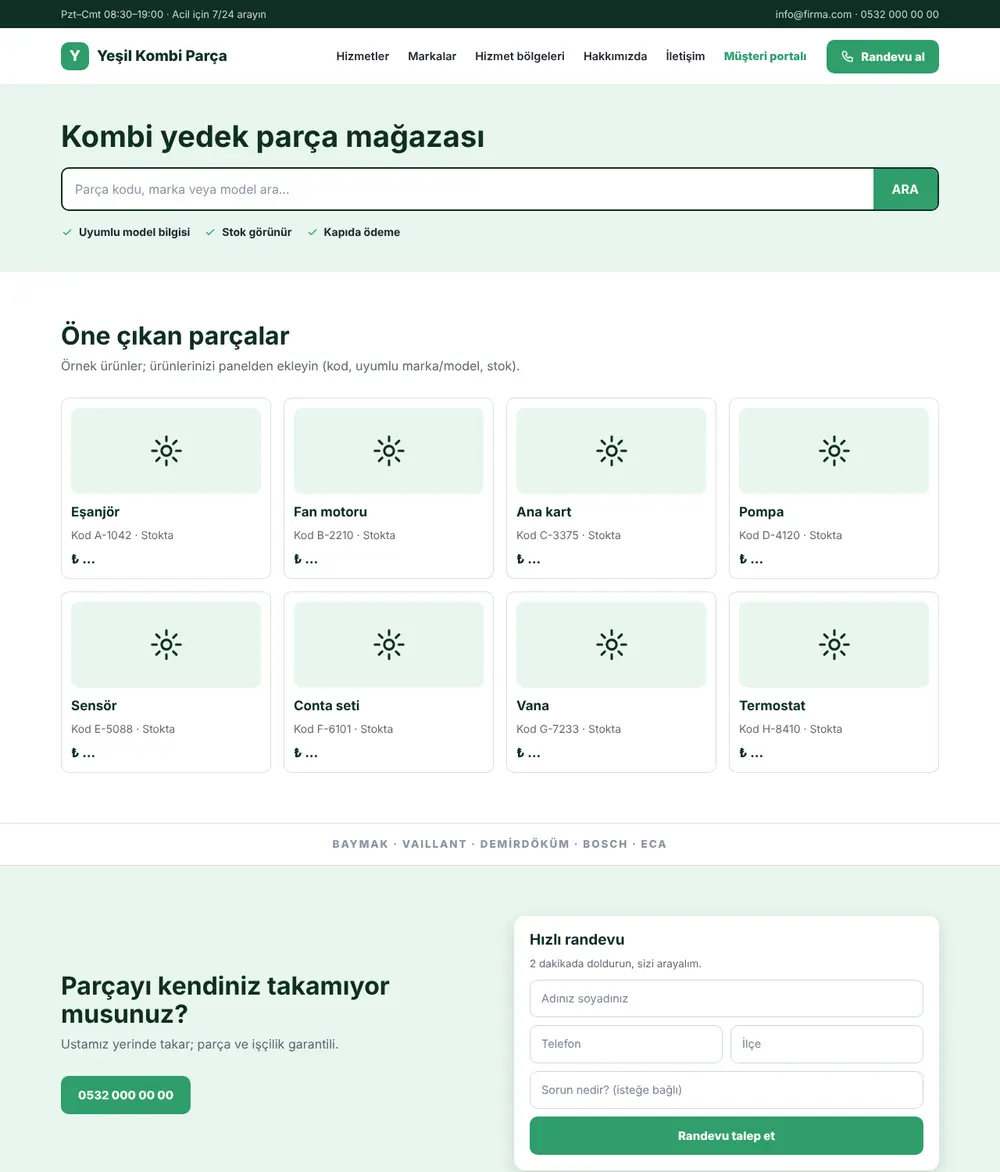 Pzt–Cmt 08:30–19:00 · Acil için 7/24 arayın
info@firma.com · 0532 000 00 00
Y Yeşil Kombi Parça
Hizmetler Markalar Hizmet bölgeleri Hakkımızda İletişim Müşteri portalı Randevu al
Kombi yedek parça mağazası
Parça kodu, marka veya model ara...
ARA
Uyumlu model bilgisi Stok görünür Kapıda ödeme
Öne çıkan parçalar
Örnek ürünler; ürünlerinizi panelden ekleyin (kod, uyumlu marka/model, stok).
Eşanjör
Kod A-1042 · Stokta
₺ ...
Fan motoru
Kod B-2210 · Stokta
₺ ...
Ana kart
Kod C-3375 · Stokta
₺ ...
Pompa
Kod D-4120 · Stokta
₺ ...
Sensör
Kod E-5088 · Stokta
₺ ...
Conta seti
Kod F-6101 · Stokta
₺ ...
Vana
Kod G-7233 · Stokta
₺ ...
Termostat
Kod H-8410 · Stokta
₺ ...
BAYMAK · VAILLANT · DEMİRDÖKÜM · BOSCH · ECA
Parçayı kendiniz takamıyor
musunuz?
Ustamız yerinde takar; parça ve işçilik garantili.
0532 000 00 00
Hızlı randevu
2 dakikada doldurun, sizi arayalım.
Adınız soyadınız
Telefon
İlçe
Sorun nedir? (isteğe bağlı)
Randevu talep et